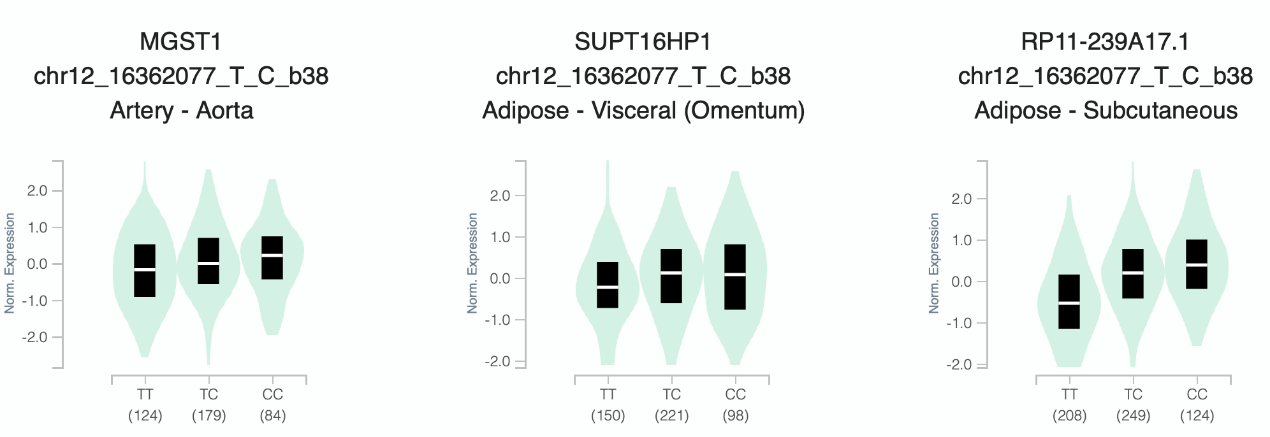 MGST1
chr12_16362077_T_C_b38
Artery - Aorta
Norm. Expression
2.0
1.0
0.0
-1.0
-2.0
TT TC CC
(124) (179) (84)
SUPT16HP1
chr12_16362077_T_C_b38
Adipose - Visceral (Omentum)
Norm. Expression
2.0
1.0
0.0
-1.0
-2.0
TT TC CC
(150) (221) (98)
RP11-239A17.1
chr12_16362077_T_C_b38
Adipose - Subcutaneous
Norm. Expression
2.0
1.0
0.0
-1.0
-2.0
TT TC CC
(208) (249) (124)